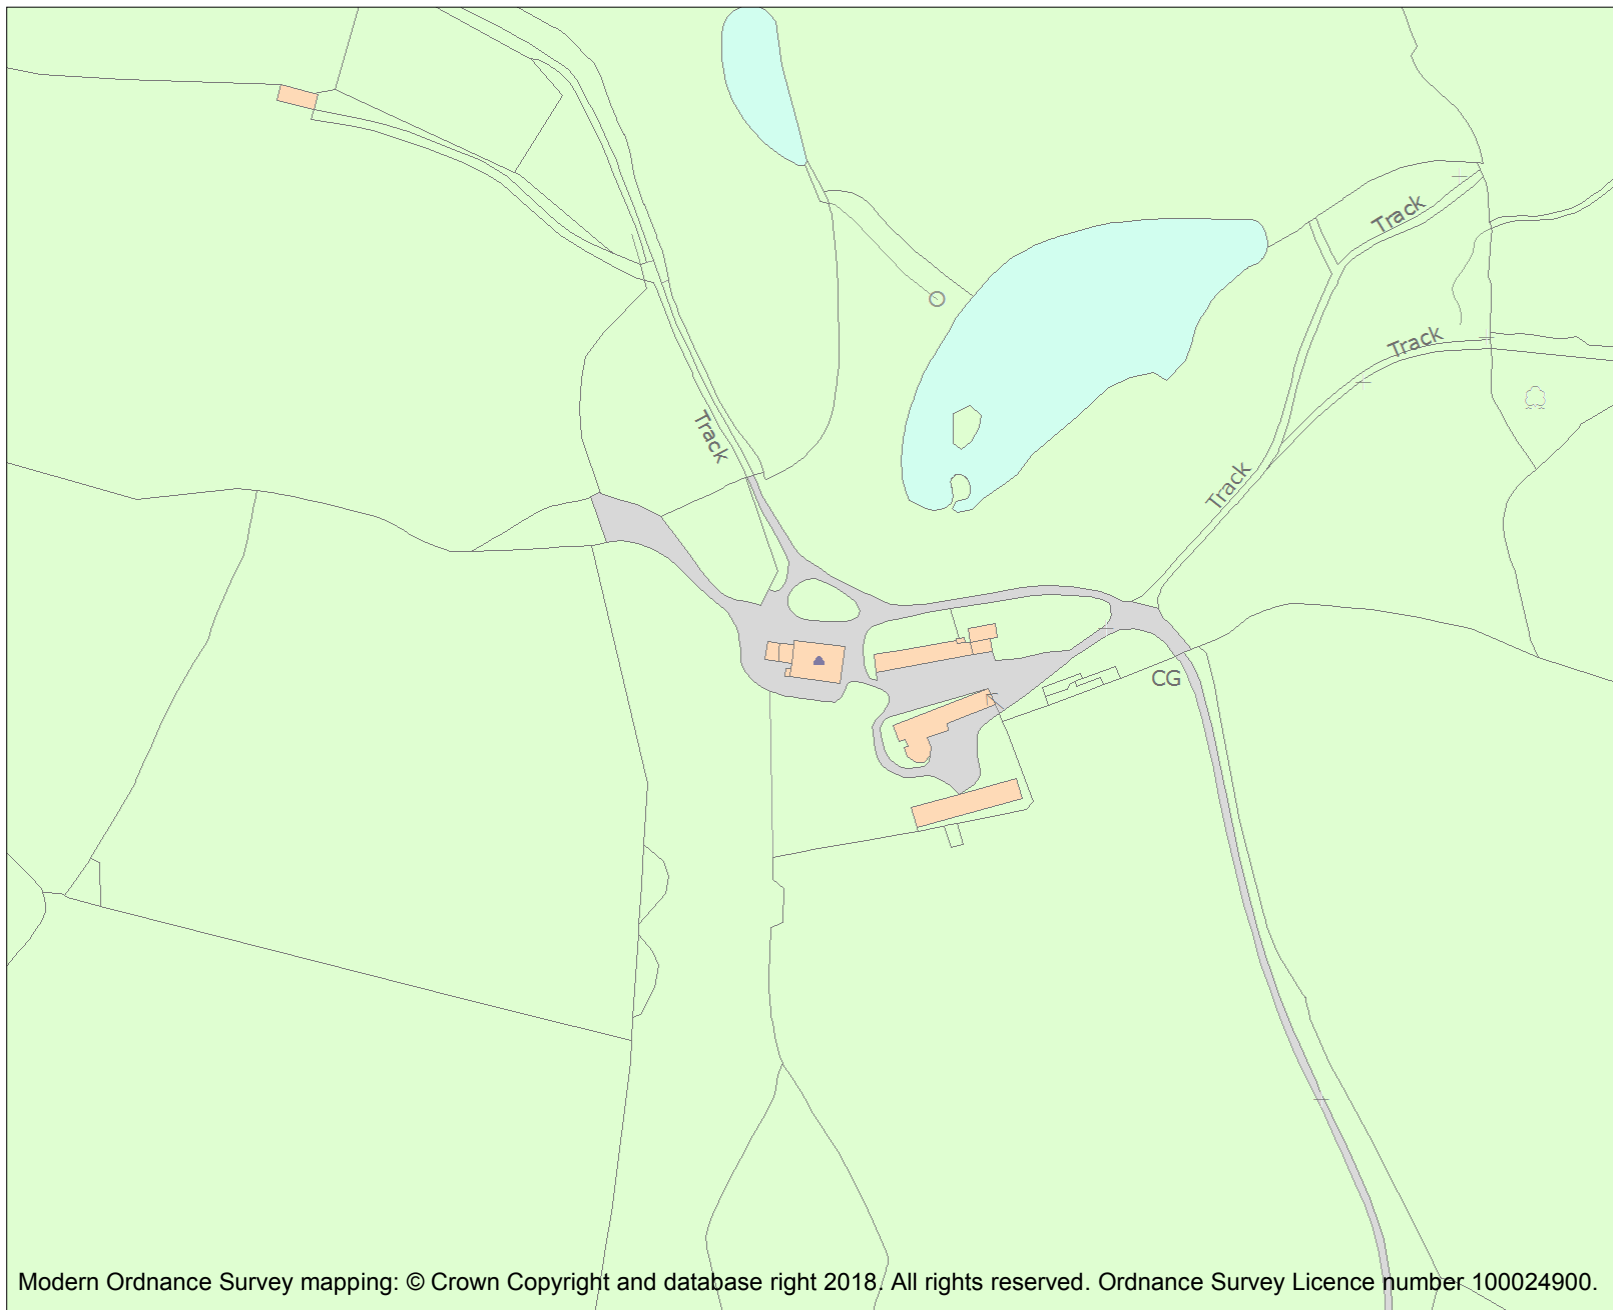 Track
Track
Track
Track
CG
Modern Ordnance Survey mapping: © Crown Copyright and database right 2018. All rights reserved. Ordnance Survey Licence number 100024900.